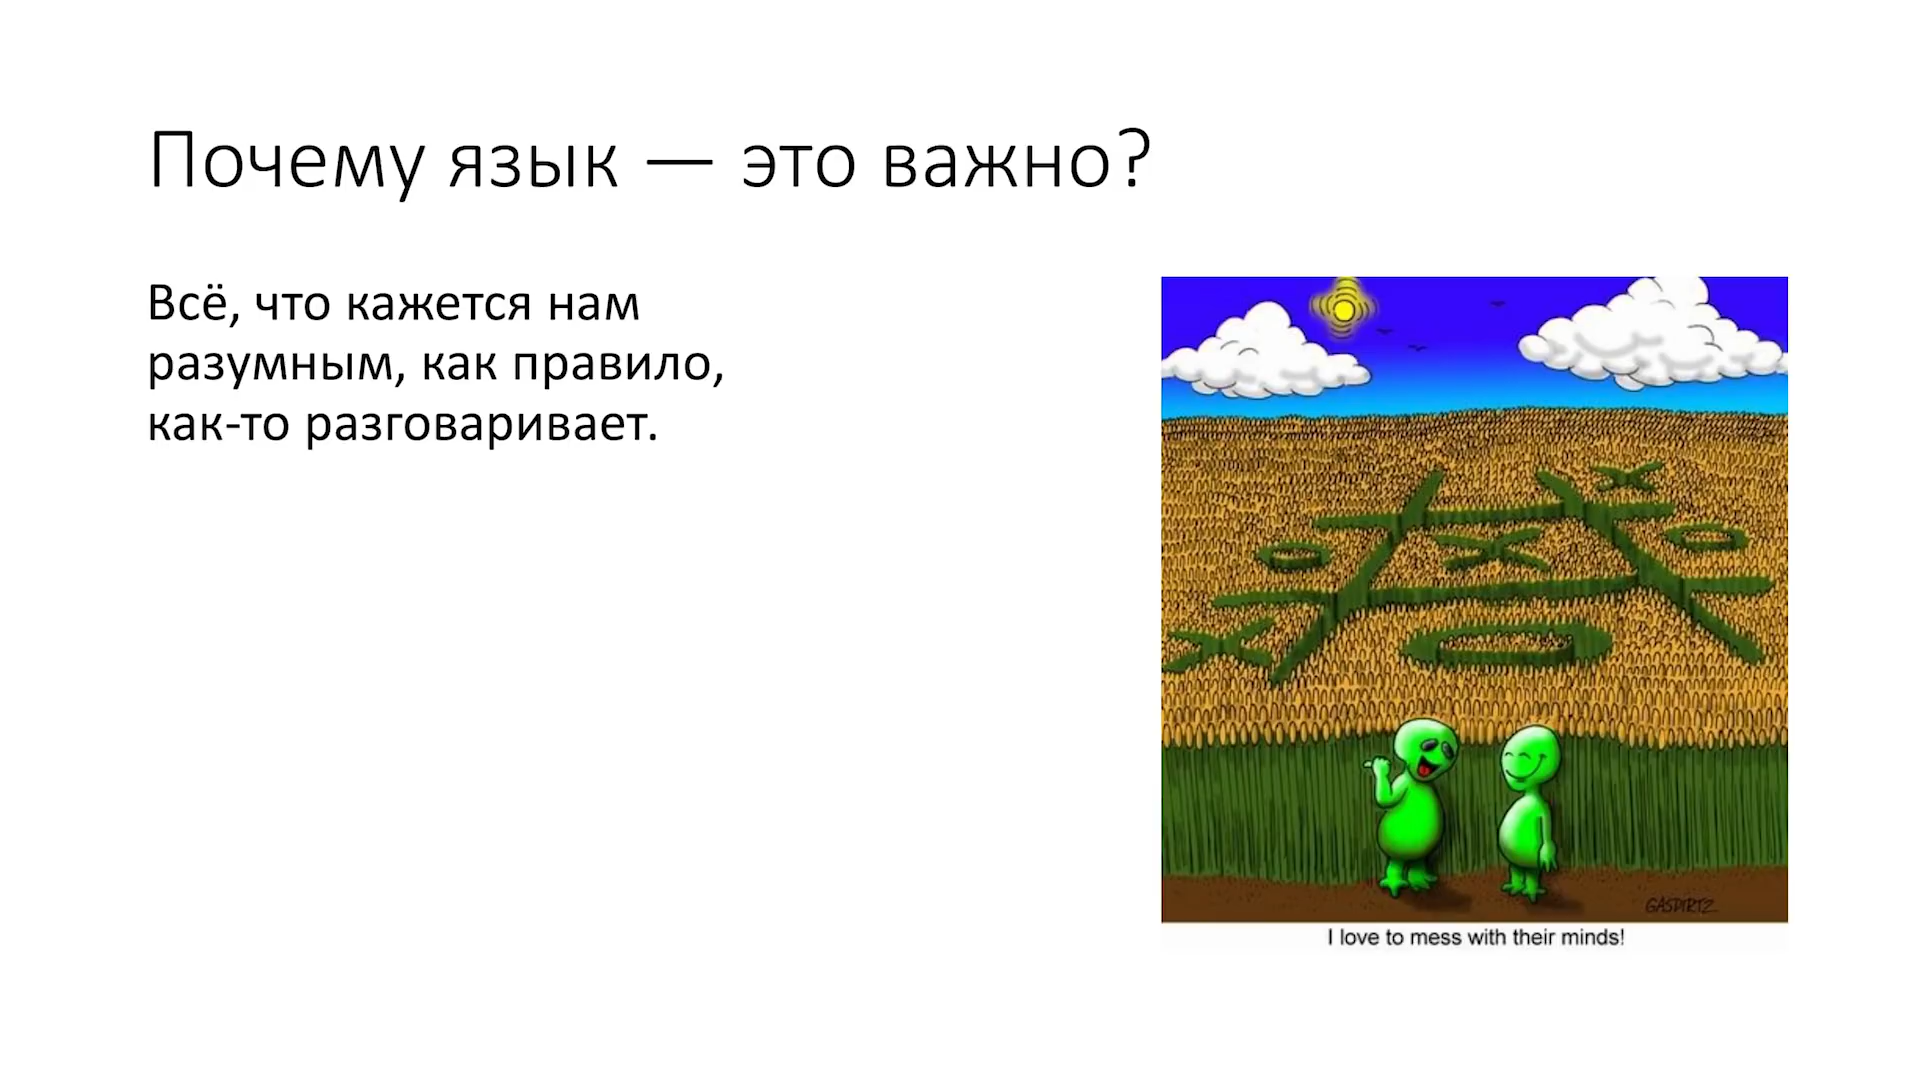 Почему язык — это важно?
Всё, что кажется нам
разумным, как правило,
как-то разговаривает.
GASDIRTZ
I love to mess with their minds!